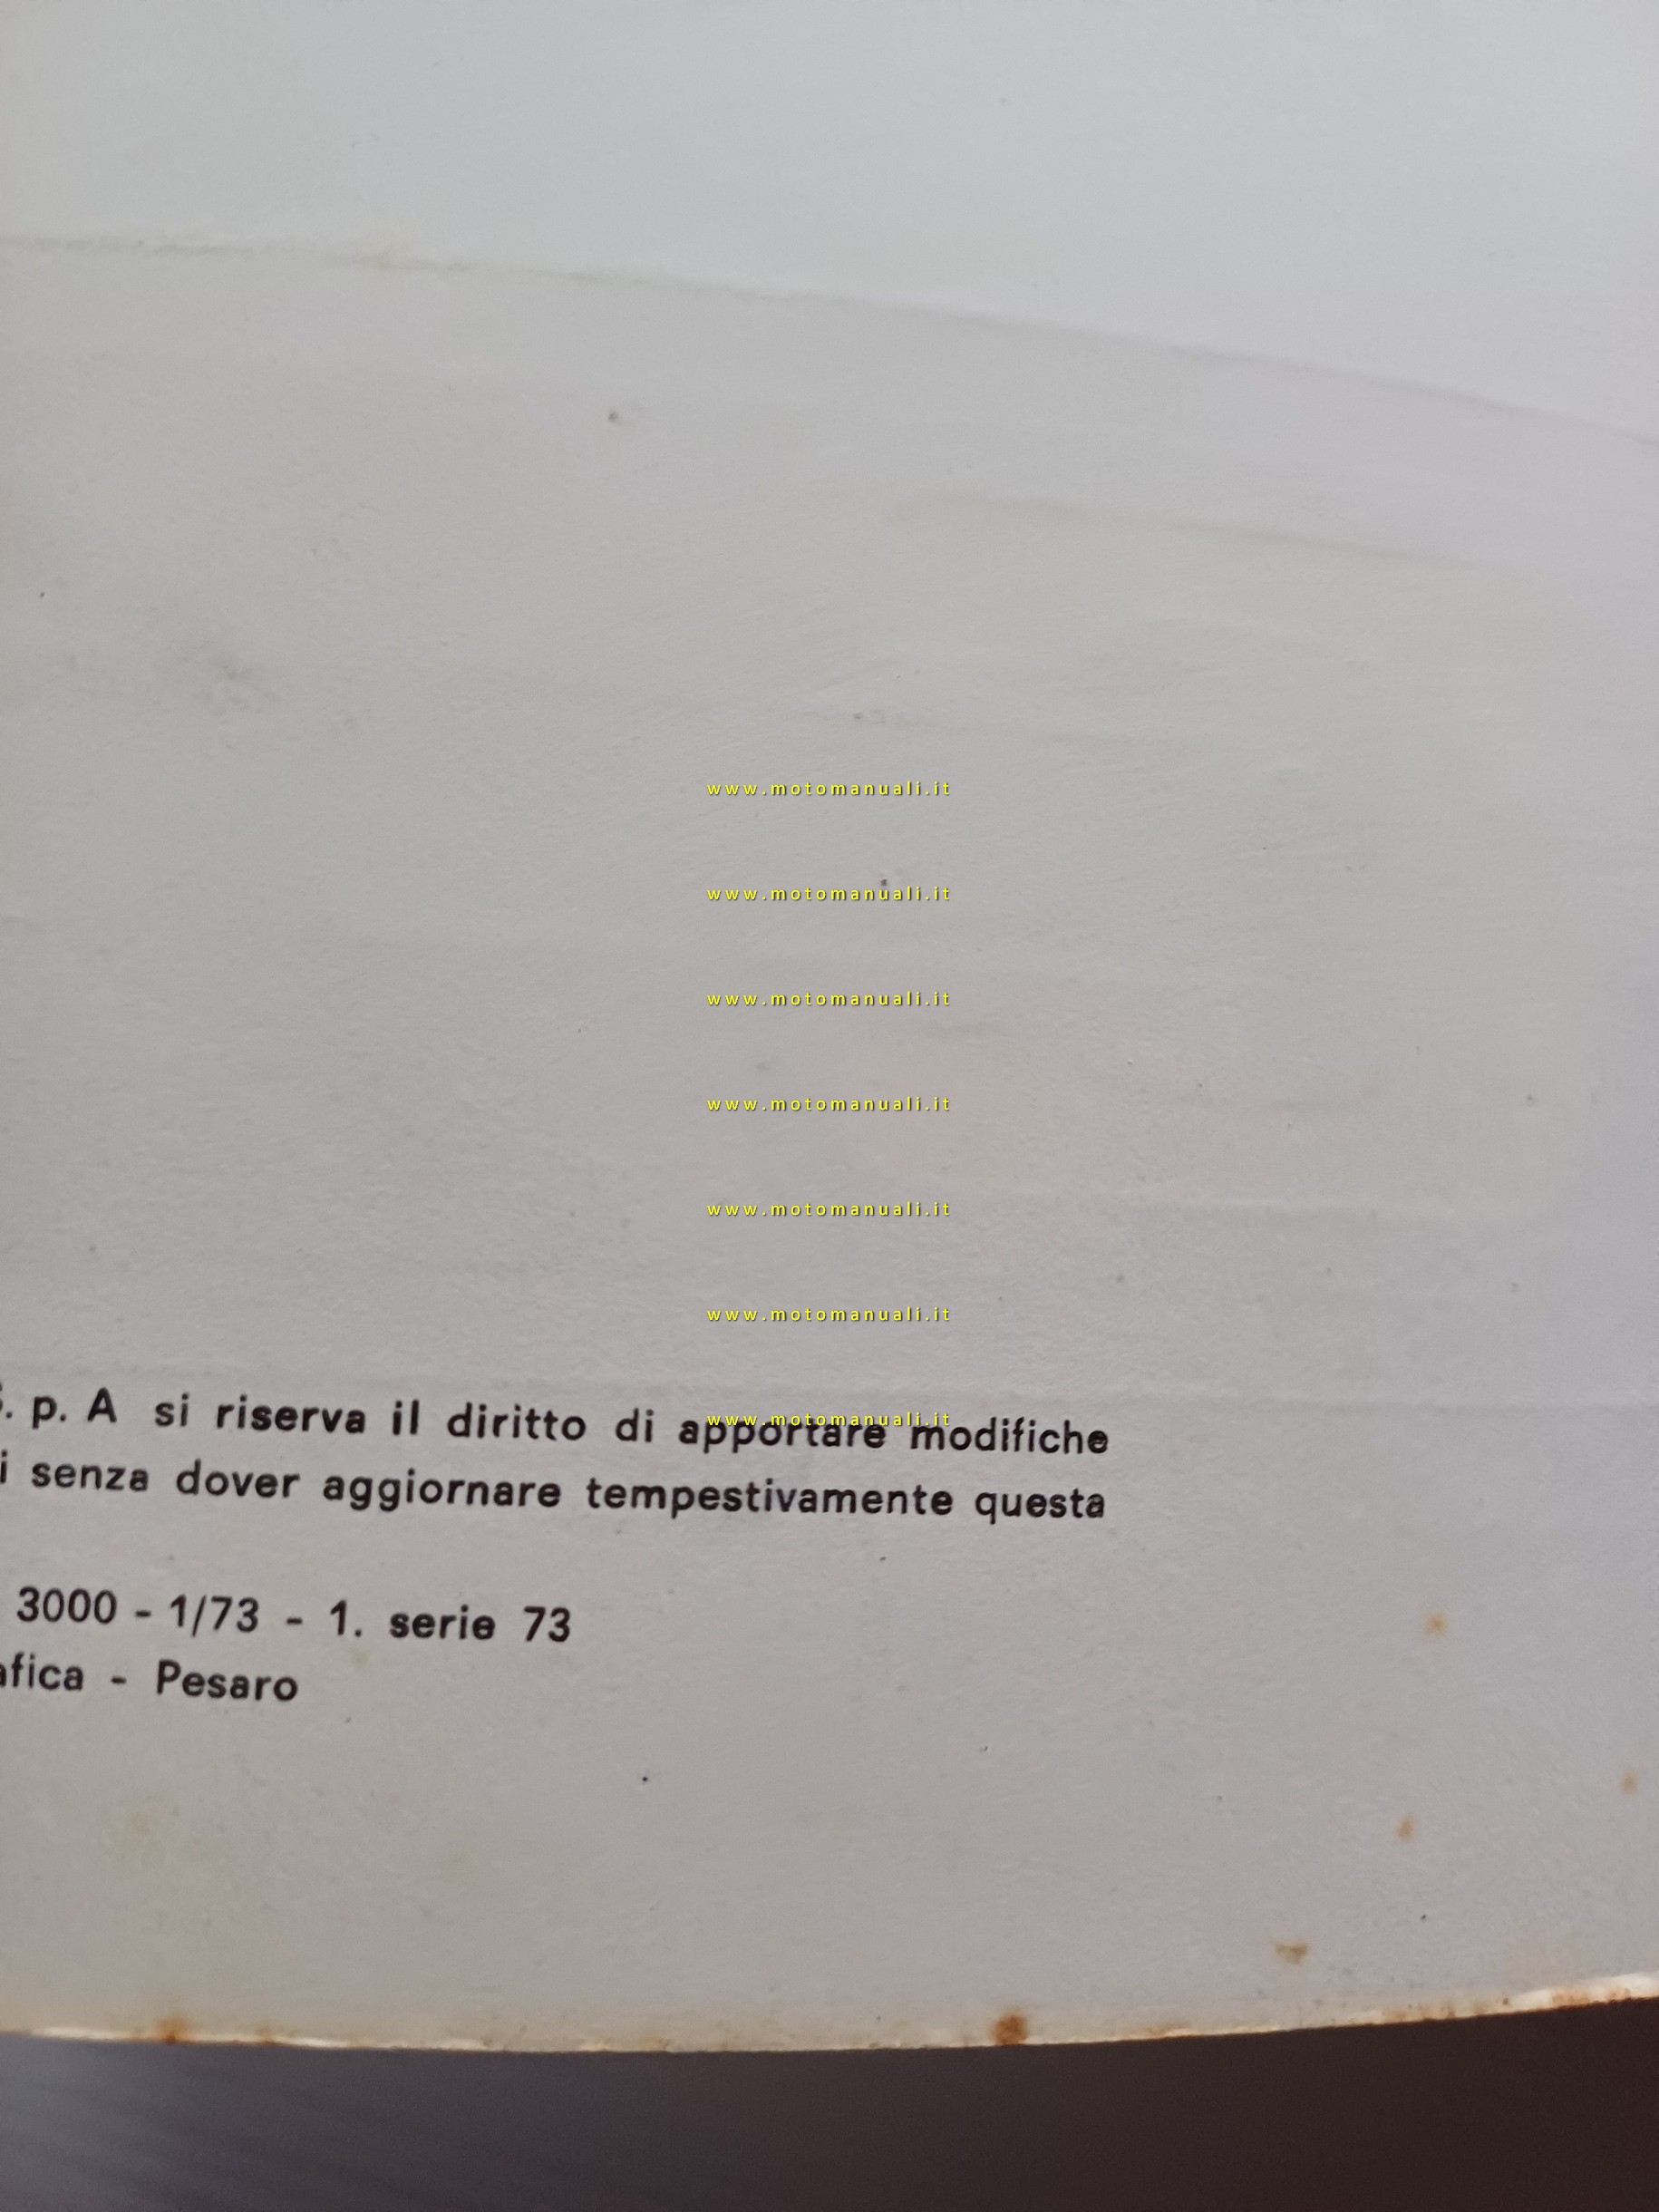 www.motomanuali.it
www.motomanuali.it
www.motomanuali.it
www.motomanuali.it
www.motomanuali.it
www.motomanuali.it
www.motomanuali.it
p. A si riserva il diritto di apportare modifiche
senza dover aggiornare tempestivamente questa
3000 - 1/73 - 1. serie 73
afica - Pesaro